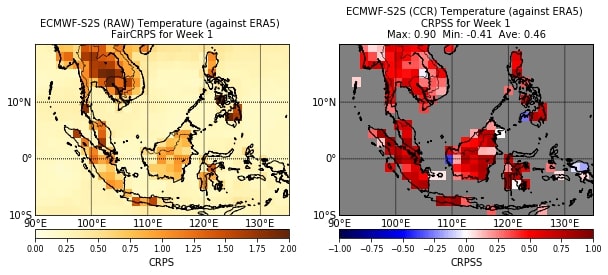 ECMWF-S2S (RAW) Temperature (against ERA5)
FairCRPS for Week 1
10°N
0°
10°S
90°E 100°E 110°E 120°E 130°E
0.00 0.25 0.50 0.75 1.00 1.25 1.50 1.75 2.00
CRPS
ECMWF-S2S (CCR) Temperature (against ERA5)
CRPSS for Week 1
Max: 0.90 Min: -0.41 Ave: 0.46
10°N
0°
10°S
90°E 100°E 110°E 120°E 130°E
−1.00 −0.75 −0.50 −0.25 0.00 0.25 0.50 0.75 1.00
CRPSS